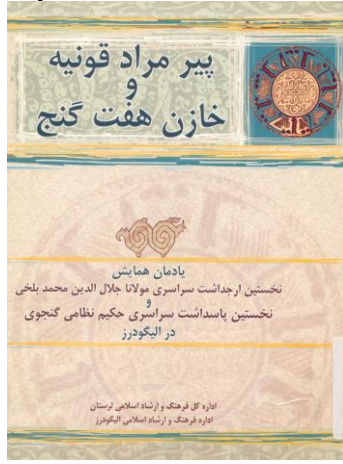 پیر مراد قونیه
و
خازن هفت گنج
یادمان همایش
نخستین ارجداشت سراسری مولانا جلال الدین محمد بلخی
و
نخستین پاسداشت سراسری حکیم نظامی گنجوی
در الیگودرز
اداره کل فرهنگ و ارشاد اسلامی لرستان
اداره فرهنگ و ارشاد اسلامی الیگودرز